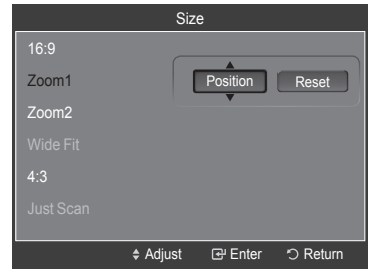 Size
16:9
Zoom1
Position Reset
Zoom2
Wide Fit
4:3
Just Scan
Adjust Enter Return